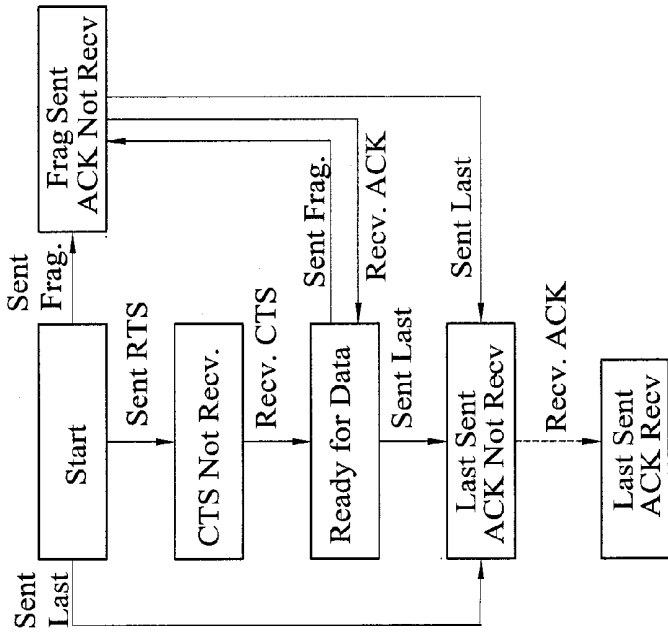 Sent
Last
Start
Sent
Frag.
Frag Sent
ACK Not Recv
Sent RTS
CTS Not Recv.
Recv. CTS
Ready for Data
Sent Frag.
Recv. ACK
Sent Last
Sent Last
Last Sent
ACK Not Recv
Recv. ACK
Last Sent
ACK Recv